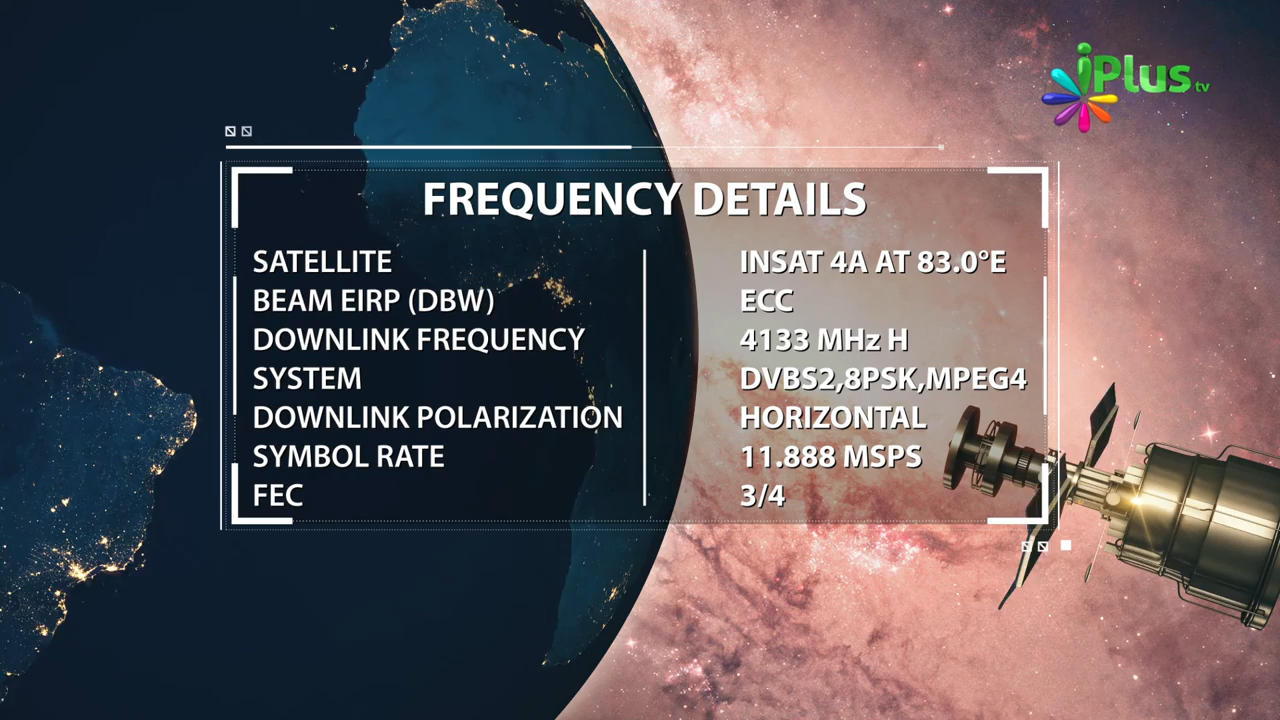 iPlus tv
FREQUENCY DETAILS
SATELLITE INSAT 4A AT 83.0°E
BEAM EIRP (DBW) ECC
DOWNLINK FREQUENCY 4133 MHz H
SYSTEM DVBS2,8PSK,MPEG4
DOWNLINK POLARIZATION HORIZONTAL
SYMBOL RATE 11.888 MSPS
FEC 3/4